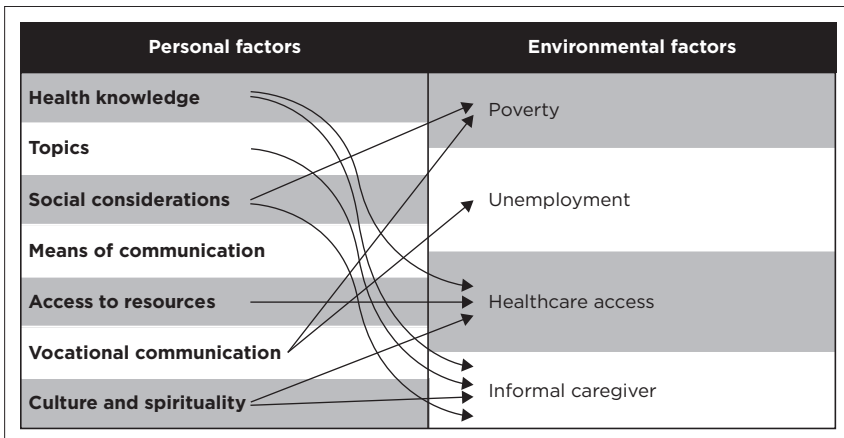 Personal factors
Environmental factors
Health knowledge
Topics
Social considerations
Means of communication
Access to resources
Vocational communication
Culture and spirituality
Poverty
Unemployment
Healthcare access
Informal caregiver